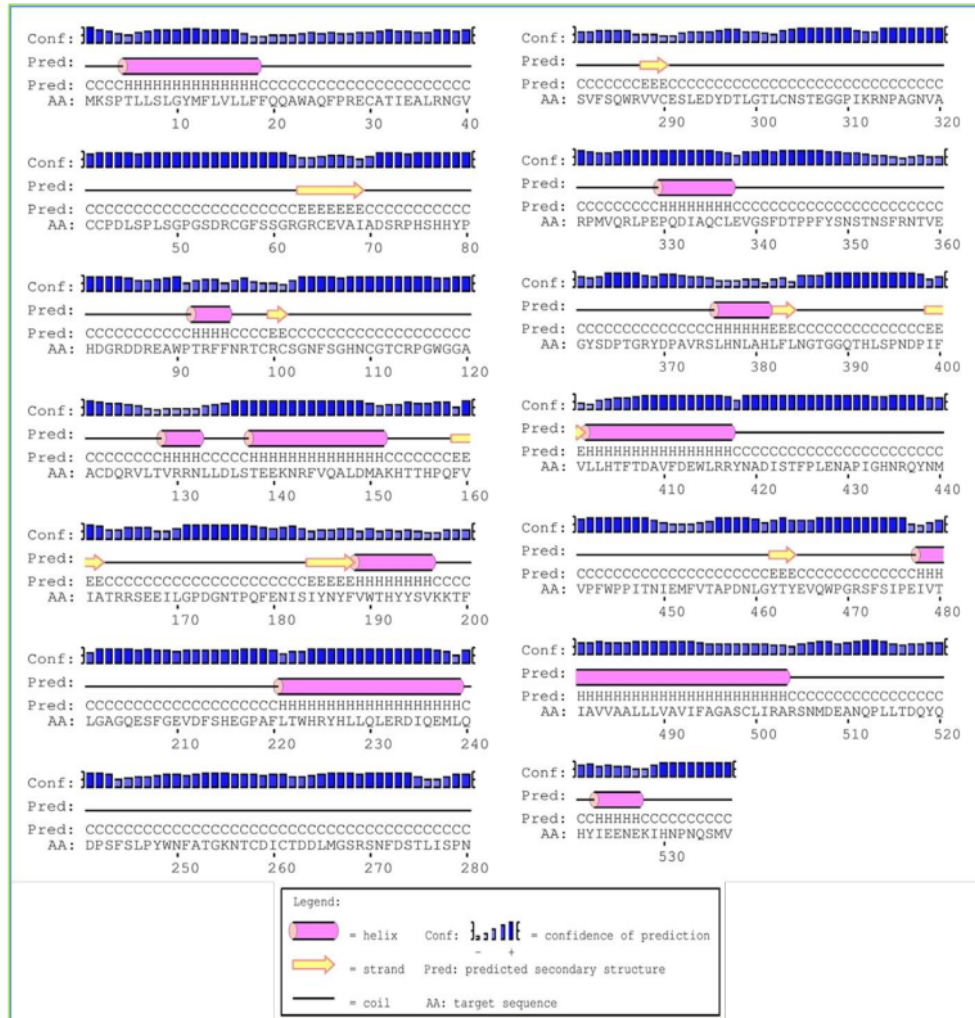 Conf:
Pred:
Pred: CCCCHHHHHHHHHHHHHHCCCCCCCCCCCCCCCCCCCCCC
AA: MKSPTLLSLGYMFLVLLFFQQAWAQFPRECATIEALRNGV
10 20 30 40
Conf:
Pred:
Pred: CCCCCCCCCCCCCCCCCCCCCCEEEEEEECCCCCCCCCCC
AA: CCPDLSPLSGPGSDRCGFSSGRGRCEVAIADSRPHSHHYP
50 60 70 80
Conf:
Pred:
Pred: CCCCCCCCCCCHHHHCCCCEECCCCCCCCCCCCCCCCCCC
AA: HDGRDDREAWPTRFFNRTCRCSGNFSGHNCGTCRPGWGGA
90 100 110 120
Conf:
Pred:
Pred: CCCCCCCCHHHHCCCCCHHHHHHHHHHHHHHCCCCCCCEE
AA: ACDQRVLTVRRNLLDLSTEEKNRFVQALDMAKHTTHPQFV
130 140 150 160
Conf:
Pred:
Pred: EECCCCCCCCCCCCCCCCCCCCCEEEEEHHHHHHHHCCCC
AA: IATRRSEEILGPDGNTPQFENISIYNYFVWTHYYSVKKTF
170 180 190 200
Conf:
Pred:
Pred: CCCCCCCCCCCCCCCCCCCCHHHHHHHHHHHHHHHHHHHC
AA: LGAGQESFGEVDFSHEGPAFLTWHRYHLLQLERDIQEMLQ
210 220 230 240
Conf:
Pred:
Pred: CCCCCCCCCCCCCCCCCCCCCCCCCCCCCCCCCCCCCCCC
AA: DPSFSLPYWNFATGKNTCDICTDDLMGSRSNFDSTLISPN
250 260 270 280
Conf:
Pred:
Pred: CCCCCCCEEECCCCCCCCCCCCCCCCCCCCCCCCCCCCCC
AA: SVFSQWRVVCESLEDYDTLGTLCNSTEGGPIKRNPAGNVA
290 300 310 320
Conf:
Pred:
Pred: CCCCCCCCCHHHHHHHHCCCCCCCCCCCCCCCCCCCCCCC
AA: RPMVQRLPEPQDIAQCLEVGSFDTPPFYSNSTNSFRNTVE
330 340 350 360
Conf:
Pred:
Pred: CCCCCCCCCCCCCCCHHHHHHEEECCCCCCCCCCCCCCEE
AA: GYSDPTGRYDPAVRSLHNLAHLFLNGTGGQTHLSPNDPIF
370 380 390 400
Conf:
Pred:
Pred: EHHHHHHHHHHHHHHHHCCCCCCCCCCCCCCCCCCCCCCC
AA: VLLHTFTDAVFDEWLRRYNADISTFPLENAPIGHNRQYNM
410 420 430 440
Conf:
Pred:
Pred: CCCCCCCCCCCCCCCCCCCCCEEECCCCCCCCCCCCCHHH
AA: VPFWPPITNIEMFVTAPDNLGYTYEVQWPGRSFSIPEIVT
450 460 470 480
Conf:
Pred:
Pred: HHHHHHHHHHHHHHHHHHHHHHHCCCCCCCCCCCCCCCCC
AA: IAVVAALLLVAVIFAGASCLIRARSNMDEANQPLLTDQYQ
490 500 510 520
Conf:
Pred:
Pred: CCHHHHHCCCCCCCCCC
AA: HYIEENEKIHNPNQSMV
530
Legend:
= helix Conf: = confidence of prediction
- +
= strand Pred: predicted secondary structure
= coil AA: target sequence